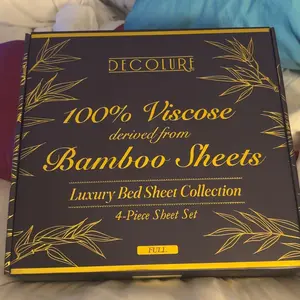 DECOLURE
100% Viscose
derived from
Bamboo Sheets
Luxury Bed Sheet Collection
4-Piece Sheet Set
FULL